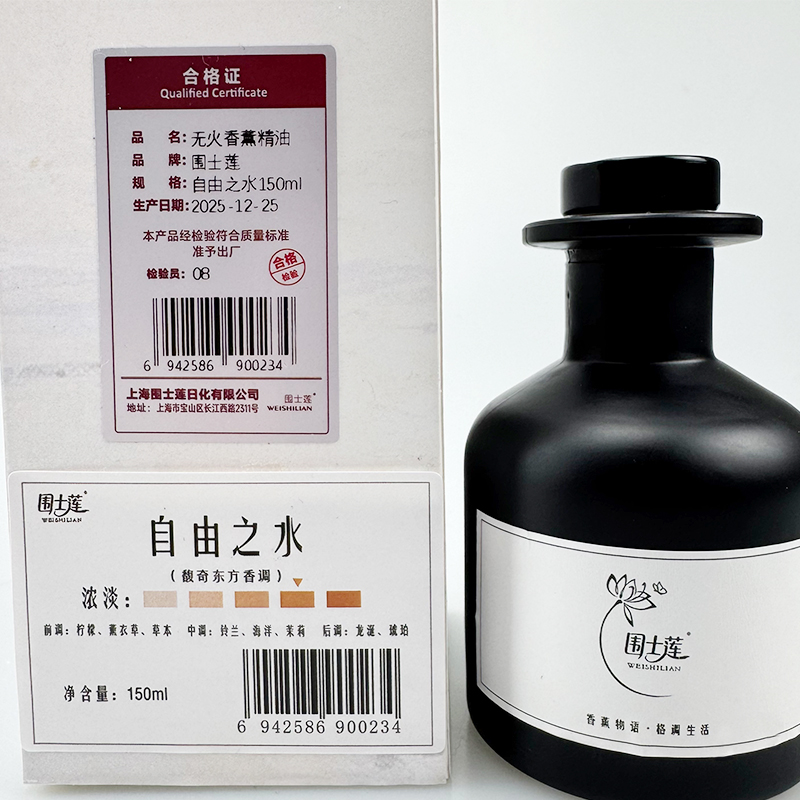 合格证
Qualified Certificate
品 名：无火香薰精油
品 牌：围士莲
规 格：自由之水150ml
生产日期：2025-12-25
本产品经检验符合质量标准
准予出厂
检验员：08
合格
检验
6 942586 900234
上海围士莲日化有限公司
地址：上海市宝山区长江西路2311号
围士莲
WEISHILIAN
围士莲
WEISHILIAN
自由之水
（馥奇东方香调）
浓淡：
前调：柠檬、薰衣草、草本 中调：铃兰、海洋、茉莉 后调：龙涎、琥珀
净含量：150ml
6 942586 900234
围士莲
WEISHILIAN
香薰物语·格调生活